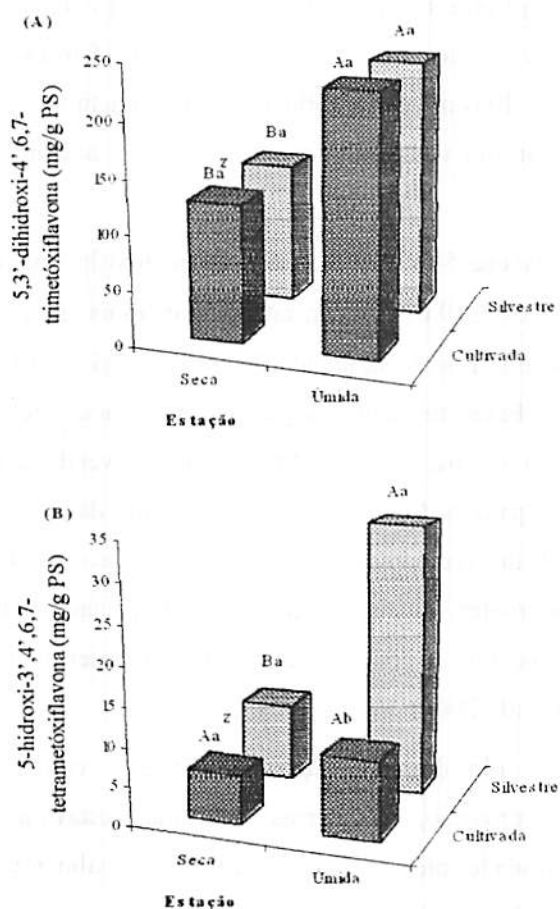 (A)
5,3'-dihidroxi-4',6,7-
trimetóxiflavona (mg/g PS)
250
200
150
100
50
0
Ba
z
Ba
Aa
Aa
Seca
Úmida
Estação
Silvestre
Cultivada
(B)
5-hidroxi-3',4',6,7-
tetrametóxiflavona (mg/g PS)
35
30
25
20
15
10
5
0
Aa
z
Ba
Ab
Aa
Seca
Úmida
Estação
Silvestre
Cultivada